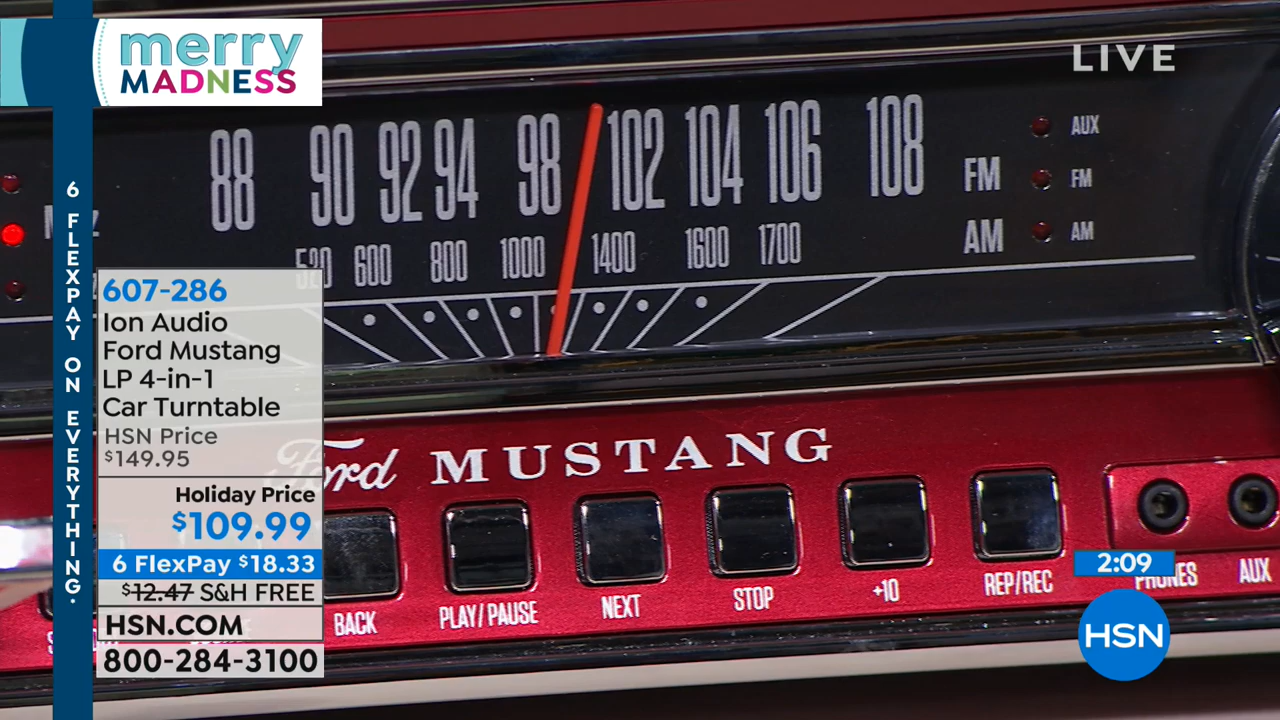 merry
MADNESS
LIVE
6 FLEXPAY ON EVERYTHING.
88 90 92 94 98 102 104 106 108
FM
AM
AUX
FM
AM
600 800 1000 1400 1600 1700
607-286
Ion Audio
Ford Mustang
LP 4-in-1
Car Turntable
HSN Price
$149.95
Holiday Price
$109.99
6 FlexPay $18.33
$12.47 S&H FREE
HSN.COM
800-284-3100
Ford MUSTANG
BACK PLAY/PAUSE NEXT STOP +10 REP/REC
PHONES AUX
2:09
HSN